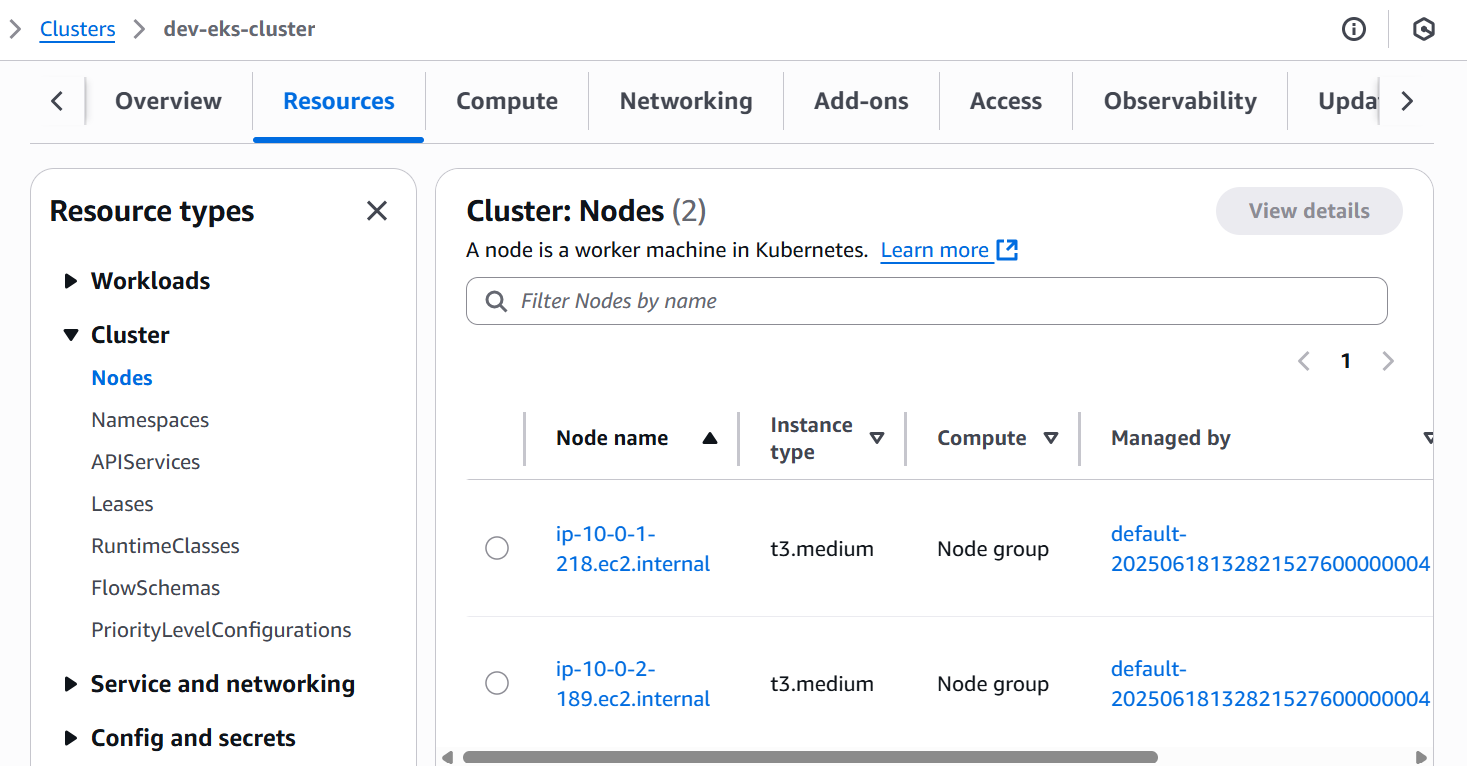 Clusters dev-eks-cluster
Overview Resources Compute Networking Add-ons Access Observability Upda
Resource types
Workloads
Cluster
Nodes
Namespaces
APIServices
Leases
RuntimeClasses
FlowSchemas
PriorityLevelConfigurations
Service and networking
Config and secrets
Cluster: Nodes (2)
View details
A node is a worker machine in Kubernetes. Learn more
Filter Nodes by name
1
Node name
Instance
type
Compute
Managed by
ip-10-0-1-
218.ec2.internal
t3.medium
Node group
default-
20250618132821527600000004
ip-10-0-2-
189.ec2.internal
t3.medium
Node group
default-
20250618132821527600000004